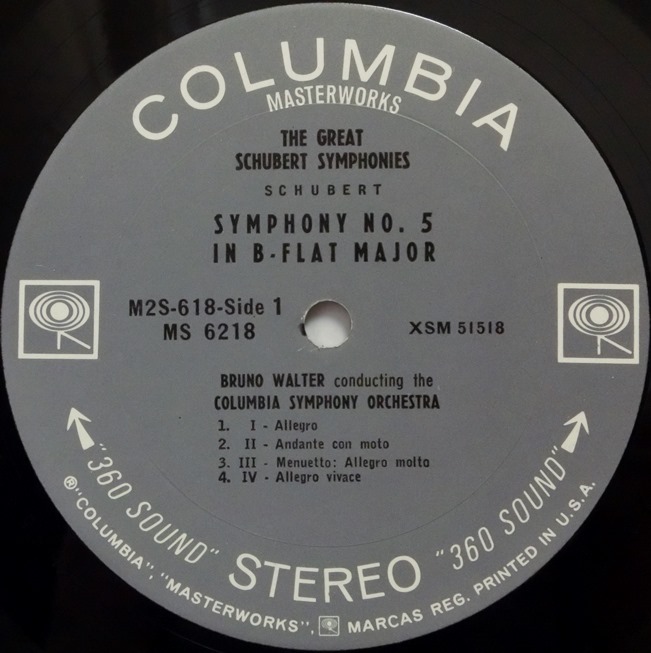 COLUMBIA
MASTERWORKS
THE GREAT
SCHUBERT SYMPHONIES
SCHUBERT
SYMPHONY NO. 5
IN B-FLAT MAJOR
M2S-618-Side 1
MS 6218
XSM 51518
BRUNO WALTER conducting the
COLUMBIA SYMPHONY ORCHESTRA
1. I - Allegro
2. II - Andante con moto
3. III - Menuetto: Allegro molto
4. IV - Allegro vivace
"360 SOUND" STEREO "360 SOUND"
®"COLUMBIA", "MASTERWORKS", MARCAS REG. PRINTED IN U.S.A.